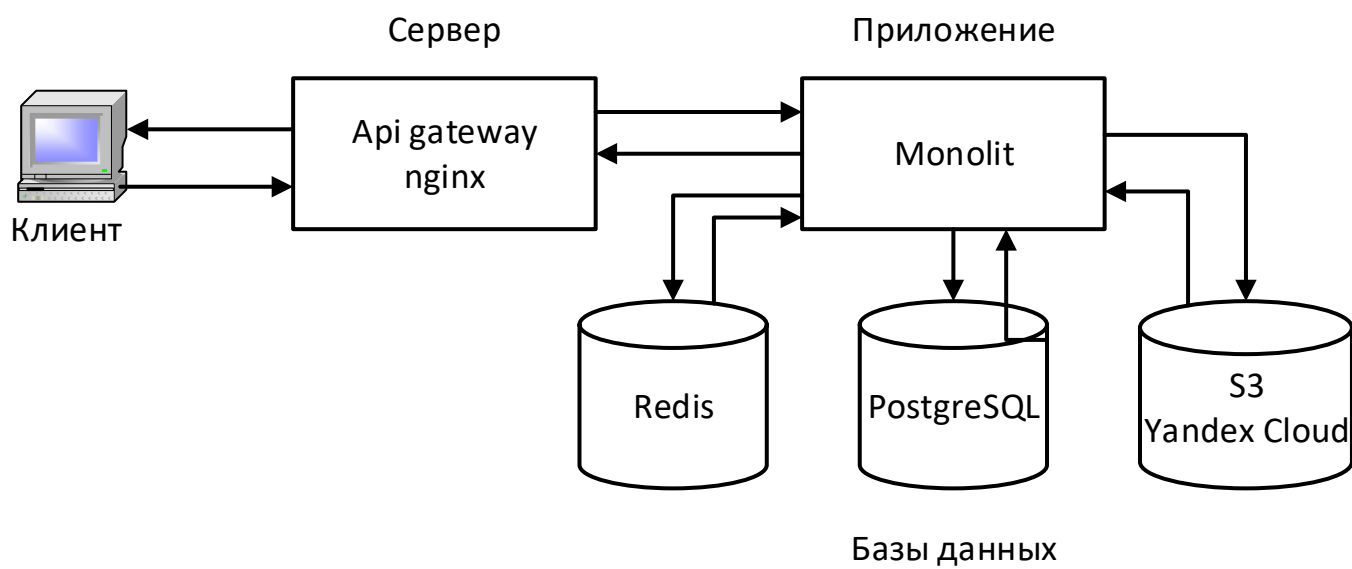 Сервер
Приложение
Api gateway
nginx
Monolit
Клиент
Redis
PostgreSQL
S3
Yandex Cloud
Базы данных